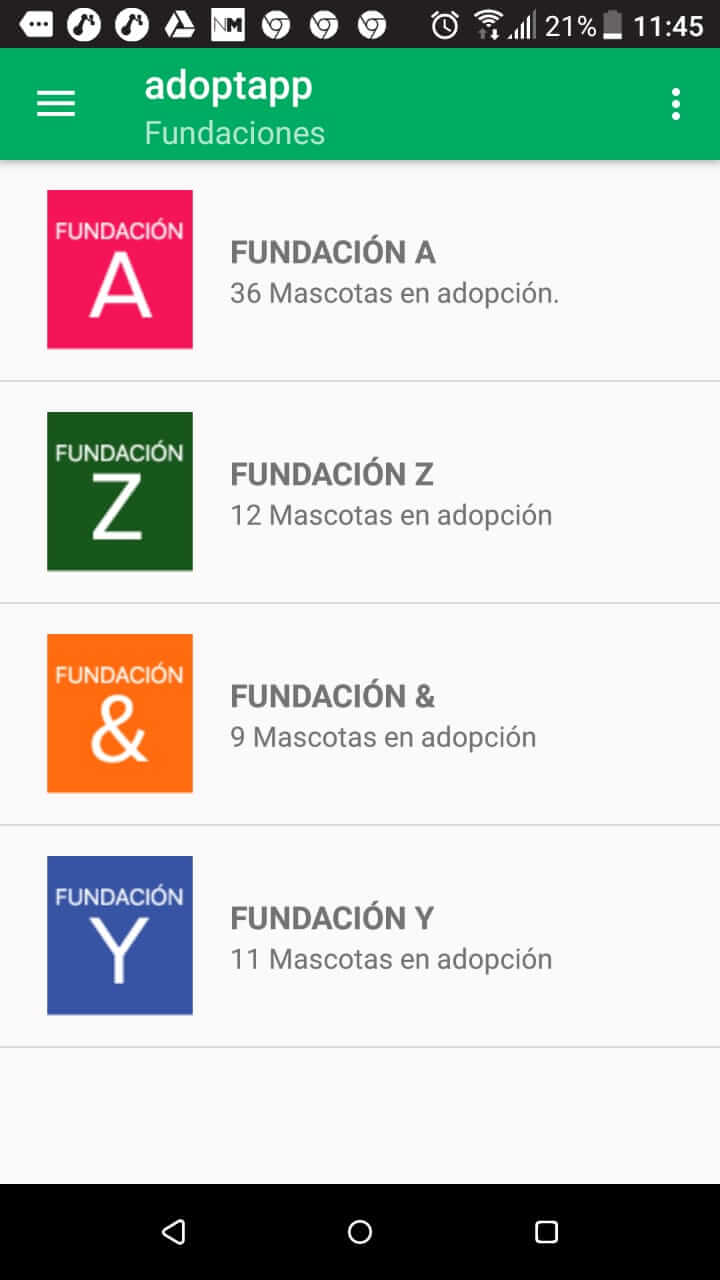 NM 21% 11:45
adoptapp
Fundaciones
FUNDACIÓN
A
FUNDACIÓN A
36 Mascotas en adopción.
FUNDACIÓN
Z
FUNDACIÓN Z
12 Mascotas en adopción
FUNDACIÓN
&
FUNDACIÓN &
9 Mascotas en adopción
FUNDACIÓN
Y
FUNDACIÓN Y
11 Mascotas en adopción